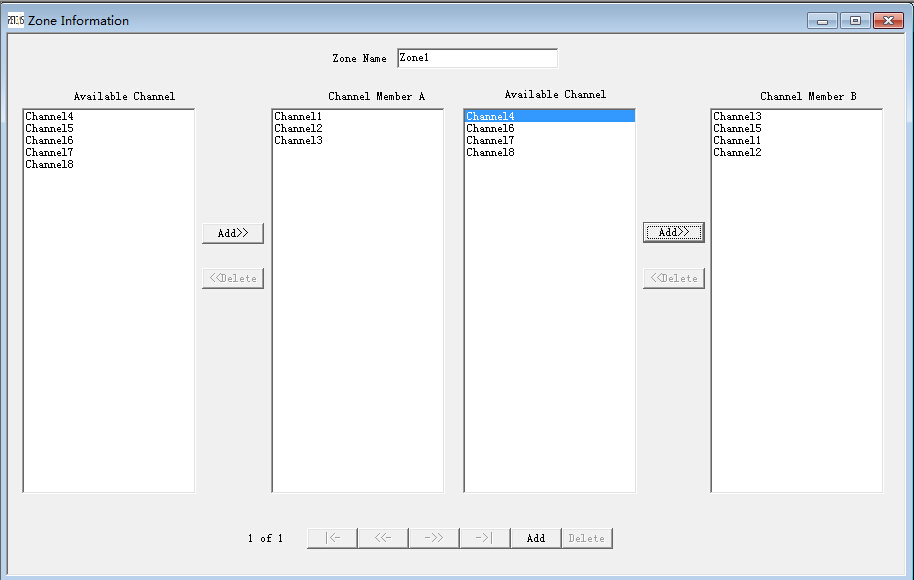 Zone Information
Zone Name Zone1
Available Channel
Channel4
Channel5
Channel6
Channel7
Channel8
Add>>
<<Delete
Channel Member A
Channel1
Channel2
Channel3
Available Channel
Channel4
Channel6
Channel7
Channel8
Add>>
<<Delete
Channel Member B
Channel3
Channel5
Channel1
Channel2
1 of 1 |<- <<- ->> ->| Add Delete